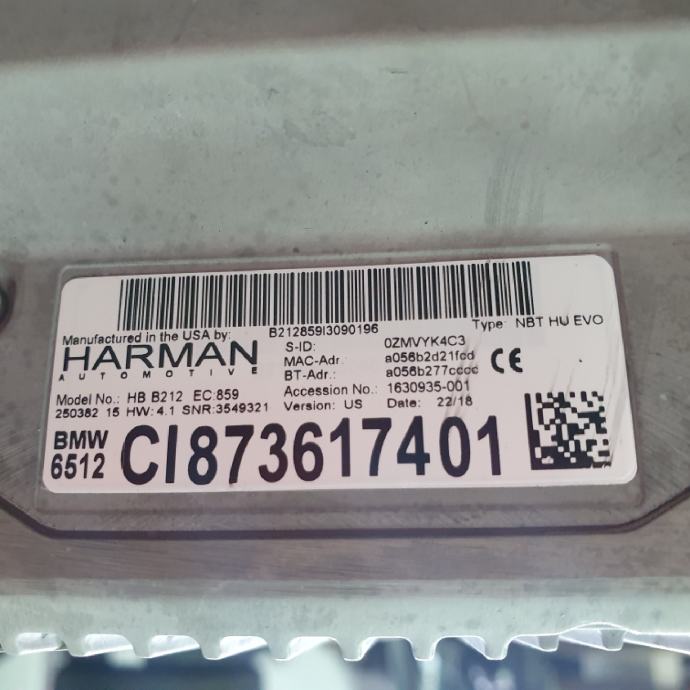 B212859I3090196
Manufactured in the USA by:
Type: NBT HU EVO
HARMAN
AUTOMOTIVE
S-ID: 0ZMVYK4C3
MAC-Adr.: a056b2d21fcd
BT-Adr.: a056b277cccc
CE
Accession No.: 1630935-001
Model No.: HB B212 EC:859
Version: US Date: 22/18
250382 15 HW: 4.1 SNR:3549321
BMW
6512
CI873617401